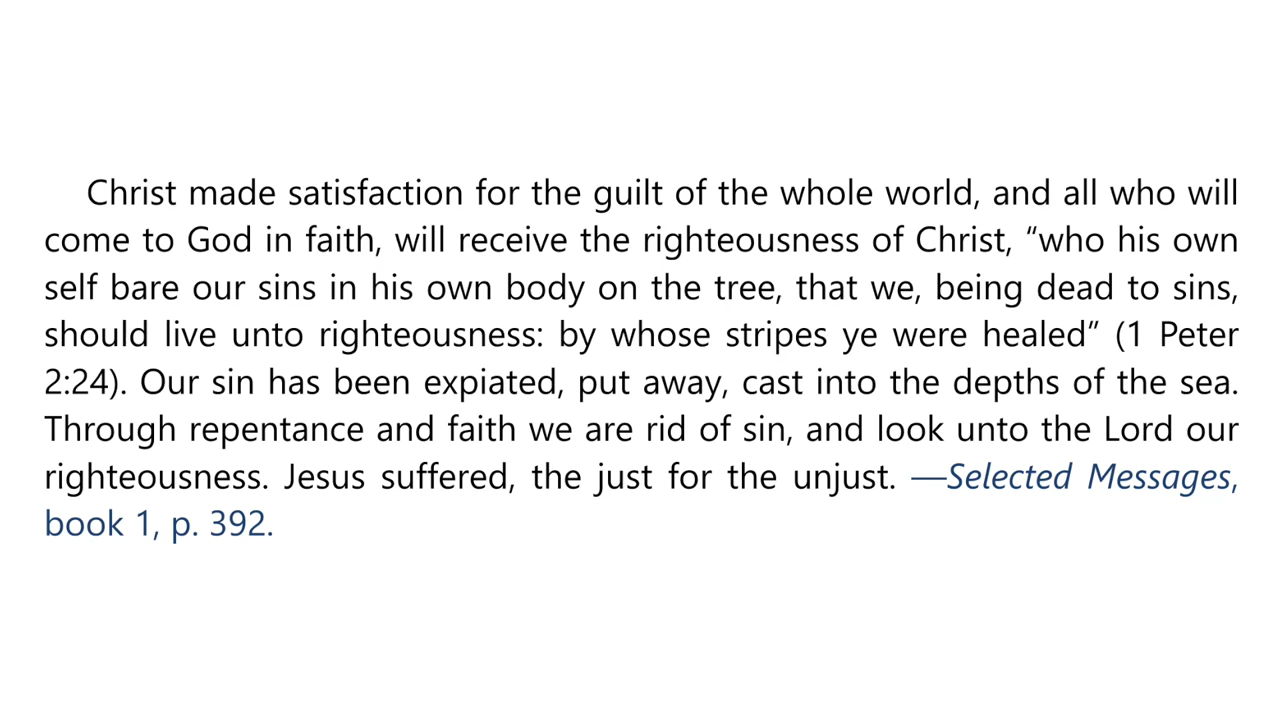 Christ made satisfaction for the guilt of the whole world, and all who will
come to God in faith, will receive the righteousness of Christ, “who his own
self bare our sins in his own body on the tree, that we, being dead to sins,
should live unto righteousness: by whose stripes ye were healed” (1 Peter
2:24). Our sin has been expiated, put away, cast into the depths of the sea.
Through repentance and faith we are rid of sin, and look unto the Lord our
righteousness. Jesus suffered, the just for the unjust. —Selected Messages,
book 1, p. 392.